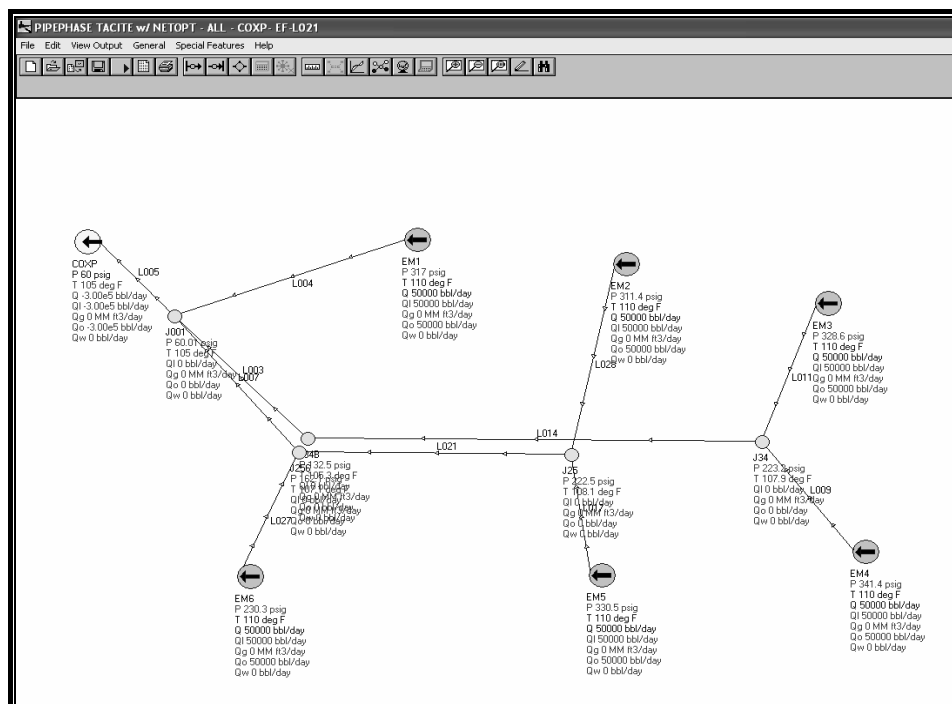 PIPEPHASE TACITE w/ NETOPT - ALL - COXP- EF-L021
File Edit View Output General Special Features Help
COXP
P 60 psig
T 105 deg F
Q -3.00e5 bbl/day
Ql -3.00e5 bbl/day
Qg 0 MM ft3/day
Qo -3.00e5 bbl/day
Qw 0 bbl/day
L005
L004
EM1
P 317 psig
T 110 deg F
Q 50000 bbl/day
Ql 50000 bbl/day
Qg 0 MM ft3/day
Qo 50000 bbl/day
Qw 0 bbl/day
EM2
P 311.4 psig
T 110 deg F
Q 50000 bbl/day
Ql 50000 bbl/day
Qg 0 MM ft3/day
Qo 50000 bbl/day
Qw 0 bbl/day
L028
EM3
P 328.6 psig
T 110 deg F
Q 50000 bbl/day
Ql 50000 bbl/day
Qg 0 MM ft3/day
Qo 50000 bbl/day
Qw 0 bbl/day
L011
J001
P 60.01 psig
T 105 deg F
Ql 0 bbl/day
Qg 0 MM ft3/day
Qo 0 bbl/day
Qw 0 bbl/day
L003
L007
L014
L021
P 132.5 psig
J25
P 222.5 psig
T 108.1 deg F
Ql 0
Qg 0 MM ft3/day
Qo 0
Qw 0 bbl/day
J34
P 223.2 psig
T 107.9 deg F
Ql 0 bbl/day
Qg 0 MM ft3/day
Qo 0 bbl/day
Qw 0 bbl/day
L009
L027
EM6
P 230.3 psig
T 110 deg F
Q 50000 bbl/day
Ql 50000 bbl/day
Qg 0 MM ft3/day
Qo 50000 bbl/day
Qw 0 bbl/day
EM5
P 330.5 psig
T 110 deg F
Q 50000 bbl/day
Ql 50000 bbl/day
Qg 0 MM ft3/day
Qo 50000 bbl/day
Qw 0 bbl/day
EM4
P 341.4 psig
T 110 deg F
Q 50000 bbl/day
Ql 50000 bbl/day
Qg 0 MM ft3/day
Qo 50000 bbl/day
Qw 0 bbl/day